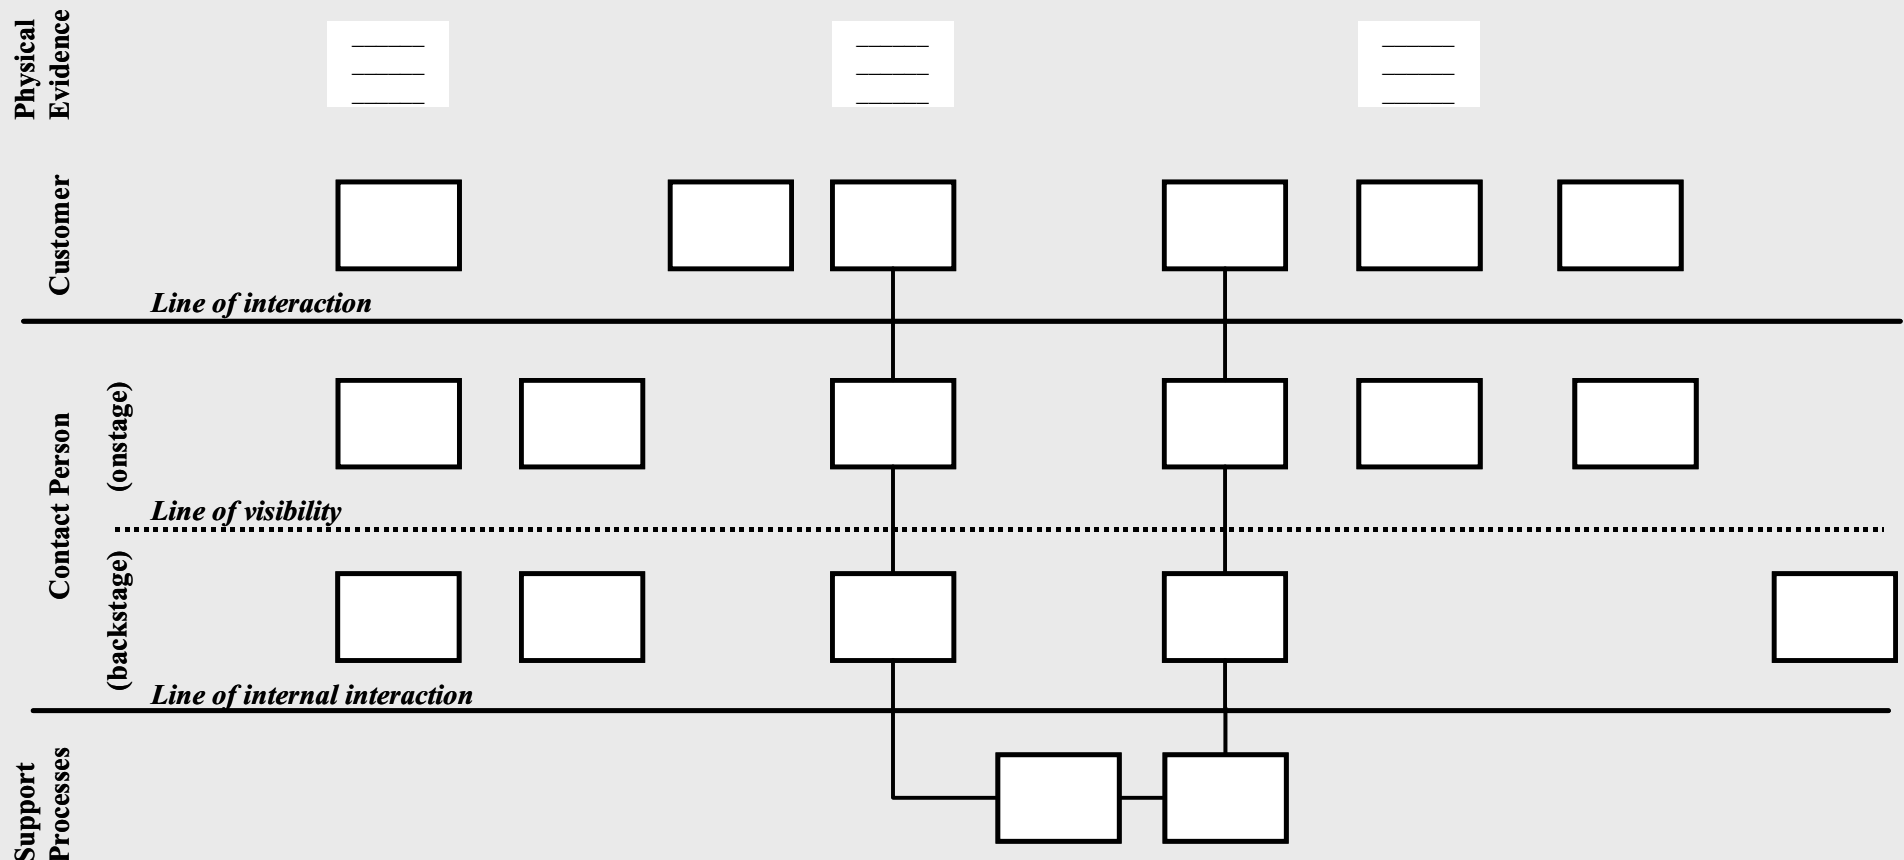 Physical
Evidence
Customer
Line of interaction
Contact Person
(onstage)
Line of visibility
(backstage)
Line of internal interaction
Support
Processes